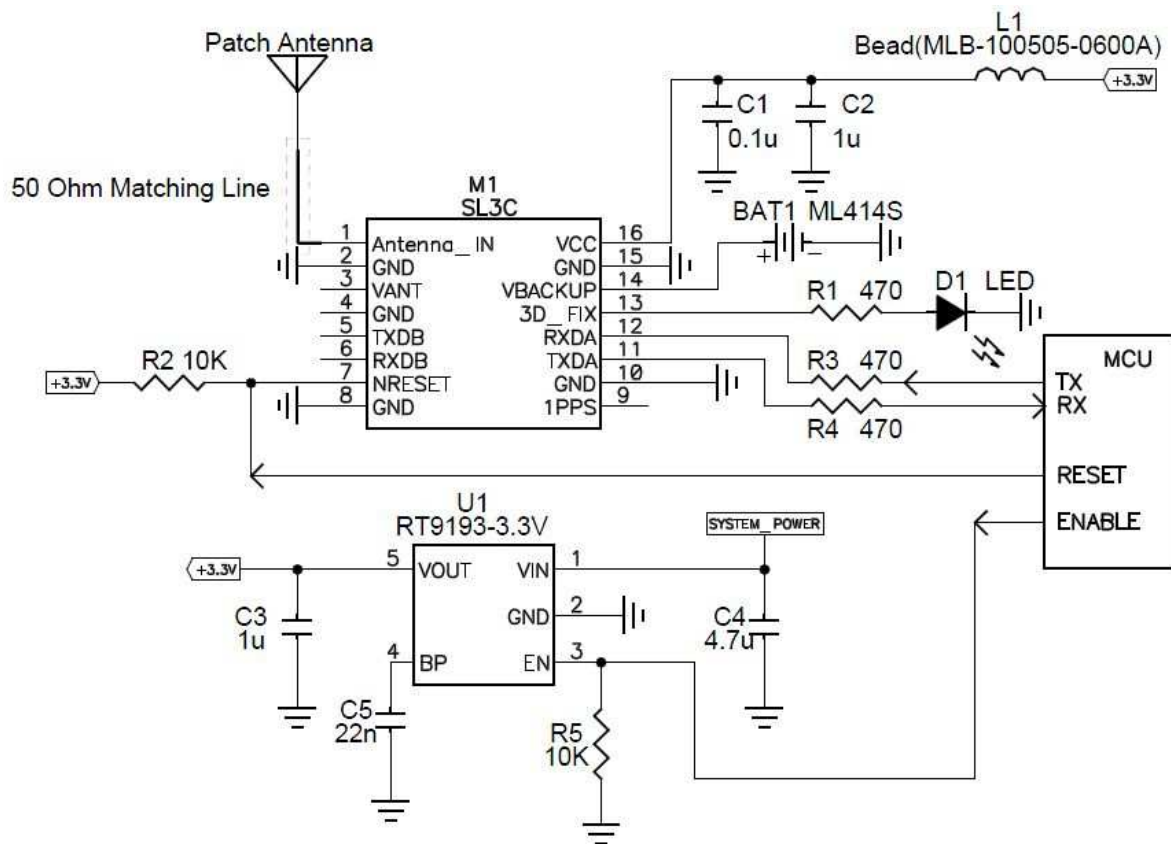 L1
Patch Antenna
Bead(MLB-100505-0600A)
+3.3V
C1
0.1u
C2
1u
50 Ohm Matching Line
M1
SL3C
BAT1 ML414S
1 Antenna_IN
2 GND
3 VANT
4 GND
5 TXDB
6 RXDB
7 NRESET
8 GND
VCC 16
GND 15
VBACKUP 14
3D_FIX 13
RXDA 12
TXDA 11
GND 10
1PPS 9
+
−
R1 470
D1 LED
R2 10K
+3.3V
R3 470
R4 470
MCU
TX
RX
RESET
ENABLE
U1
RT9193-3.3V
SYSTEM_POWER
+3.3V
5 VOUT
VIN 1
GND 2
4 BP
EN 3
C3
1u
C4
4.7u
C5
22n
R5
10K